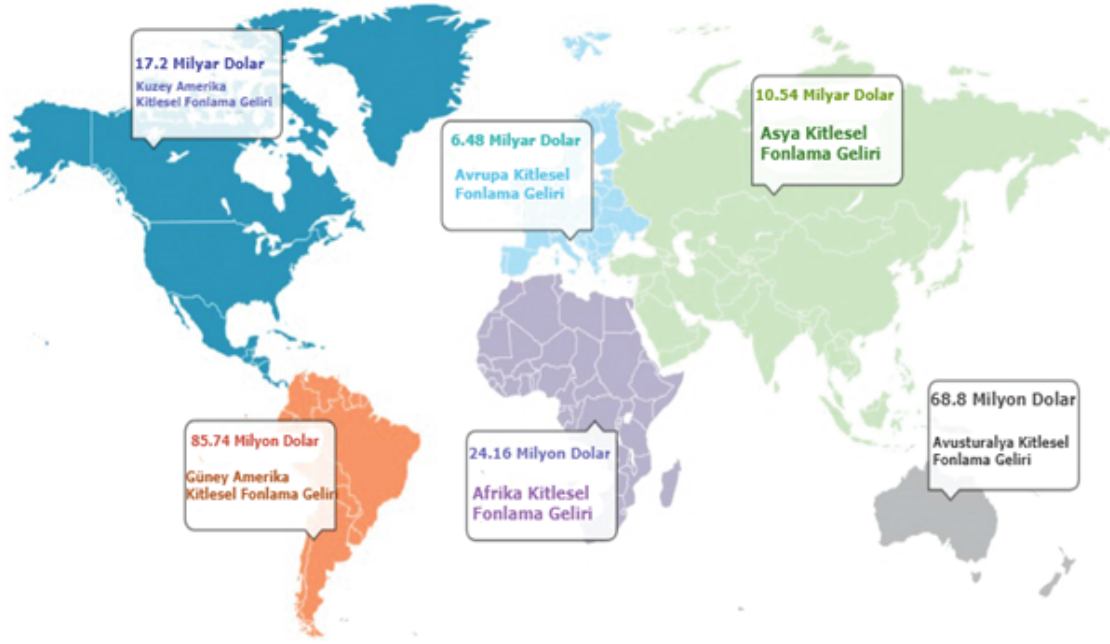 17.2 Milyar Dolar
Kuzey Amerika
Kitlesel Fonlama Geliri
6.48 Milyar Dolar
Avrupa Kitlesel
Fonlama Geliri
10.54 Milyar Dolar
Asya Kitlesel
Fonlama Geliri
85.74 Milyon Dolar
Güney Amerika
Kitlesel Fonlama Geliri
24.16 Milyon Dolar
Afrika Kitlesel
Fonlama Geliri
68.8 Milyon Dolar
Avusturalya Kitlesel
Fonlama Geliri